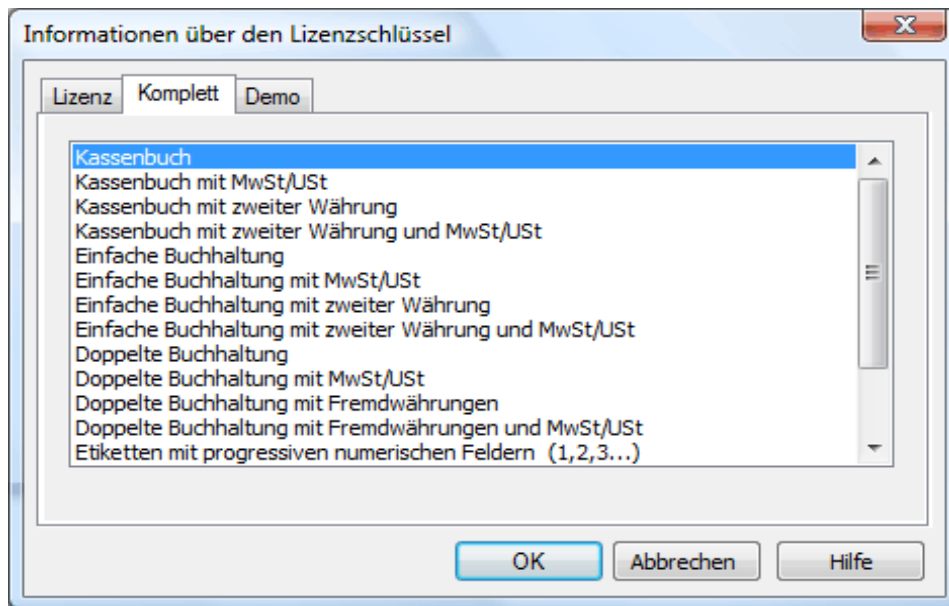 Informationen über den Lizenzschlüssel
Lizenz Komplett Demo
Kassenbuch
Kassenbuch mit MwSt/USt
Kassenbuch mit zweiter Währung
Kassenbuch mit zweiter Währung und MwSt/USt
Einfache Buchhaltung
Einfache Buchhaltung mit MwSt/USt
Einfache Buchhaltung mit zweiter Währung
Einfache Buchhaltung mit zweiter Währung und MwSt/USt
Doppelte Buchhaltung
Doppelte Buchhaltung mit MwSt/USt
Doppelte Buchhaltung mit Fremdwährungen
Doppelte Buchhaltung mit Fremdwährungen und MwSt/USt
Etiketten mit progressiven numerischen Feldern (1,2,3...)
OK Abbrechen Hilfe